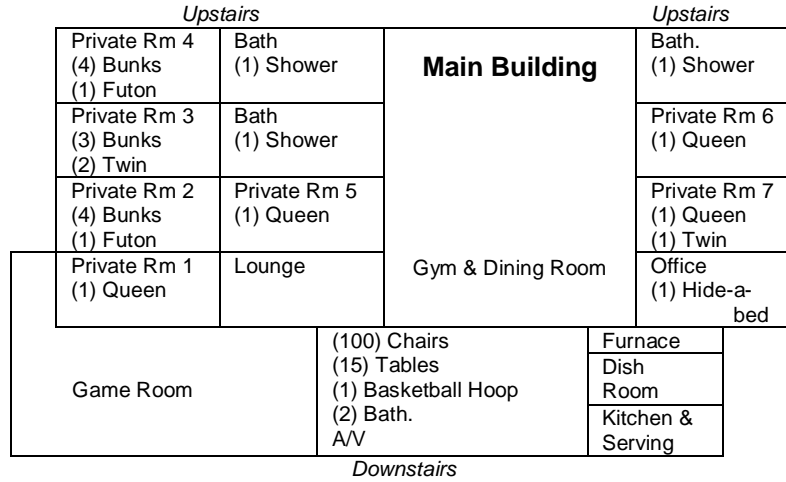 Upstairs
Upstairs
Private Rm 4
(4) Bunks
(1) Futon
Bath
(1) Shower
Main Building
Bath.
(1) Shower
Private Rm 3
(3) Bunks
(2) Twin
Bath
(1) Shower
Private Rm 6
(1) Queen
Private Rm 2
(4) Bunks
(1) Futon
Private Rm 5
(1) Queen
Private Rm 7
(1) Queen
(1) Twin
Private Rm 1
(1) Queen
Lounge
Gym & Dining Room
Office
(1) Hide-a-
bed
Game Room
(100) Chairs
(15) Tables
(1) Basketball Hoop
(2) Bath.
A/V
Furnace
Dish
Room
Kitchen &
Serving
Downstairs